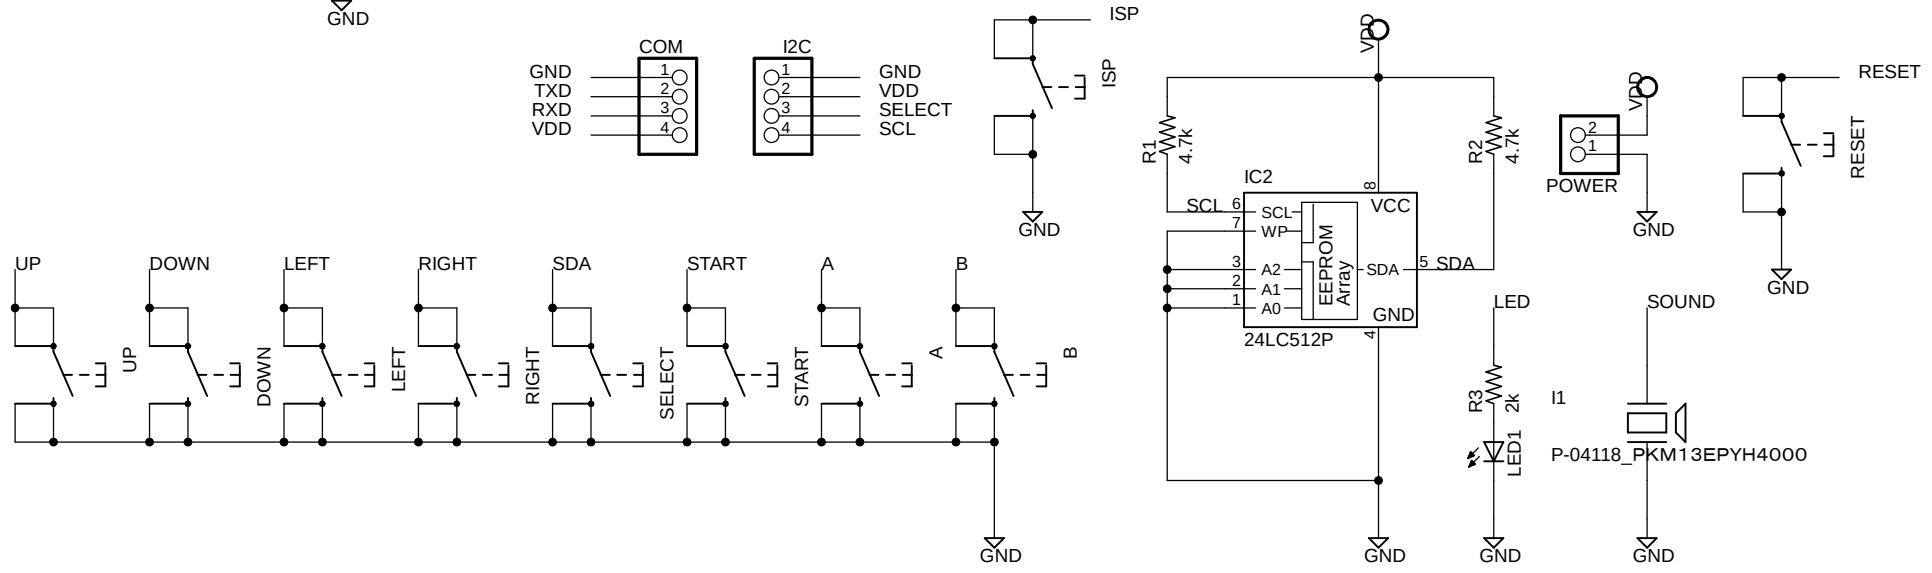 GND
COM
GND 1
TXD 2
RXD 3
VDD 4
I2C
1 GND
2 VDD
3 SELECT
4 SCL
ISP
ISP
GND
VDD
R1
4.7k
R2
4.7k
IC2
8
VCC
SCL 6 SCL
7 WP
3 A2
2 A1
1 A0
EEPROM
Array
SDA 5 SDA
GND
4
24LC512P
GND
VDD
2
1
POWER
GND
RESET
RESET
GND
UP
DOWN
LEFT
RIGHT
SDA
START
A
B
UP
DOWN
LEFT
RIGHT
SELECT
START
A
B
GND
LED
R3
2k
LED1
GND
SOUND
I1
P-04118_PKM13EPYH4000
GND